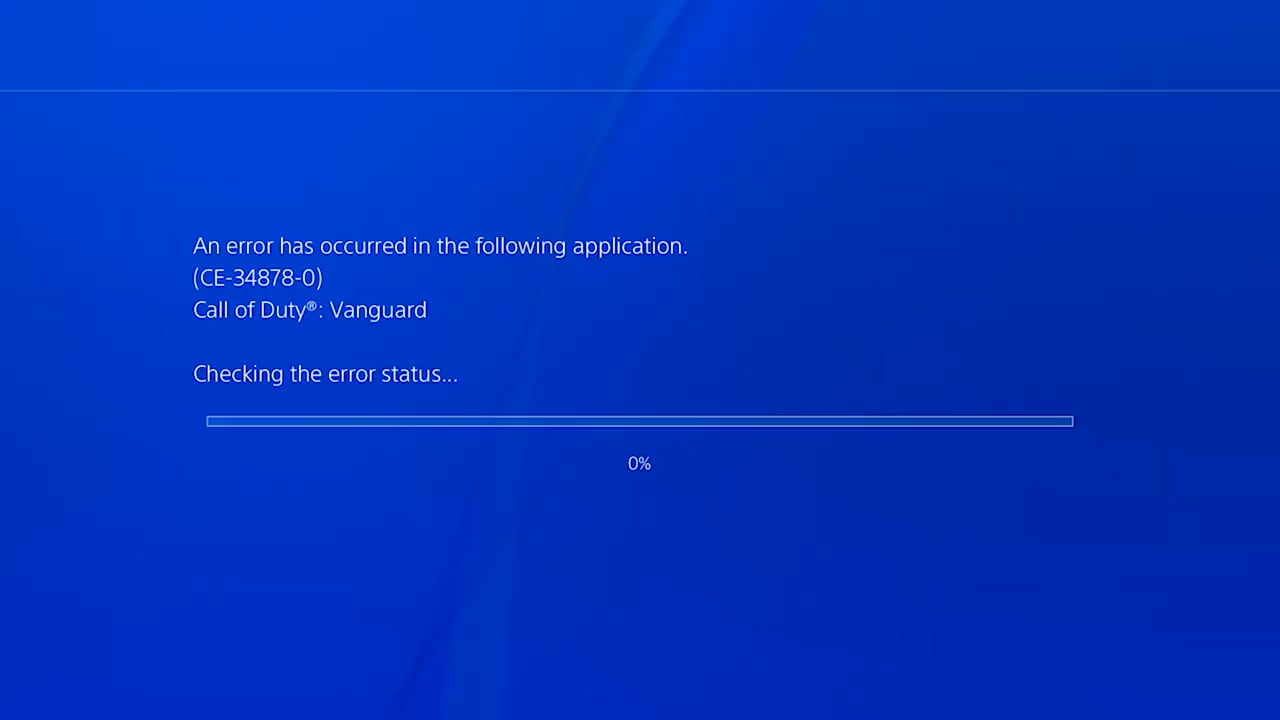 An error has occurred in the following application.
(CE-34878-0)
Call of Duty®: Vanguard
Checking the error status...
0%